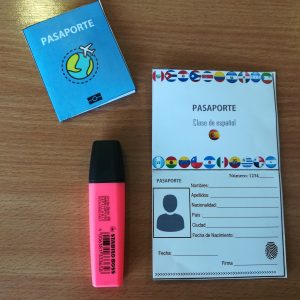 PASAPORTE
PASAPORTE
Clase de español
PASAPORTE
Número: 1234
Nombre:
Apellidos:
Nacionalidad:
País :
Ciudad :
Fecha de Nacimiento:
Fecha:
Firma
STABILO BOSS